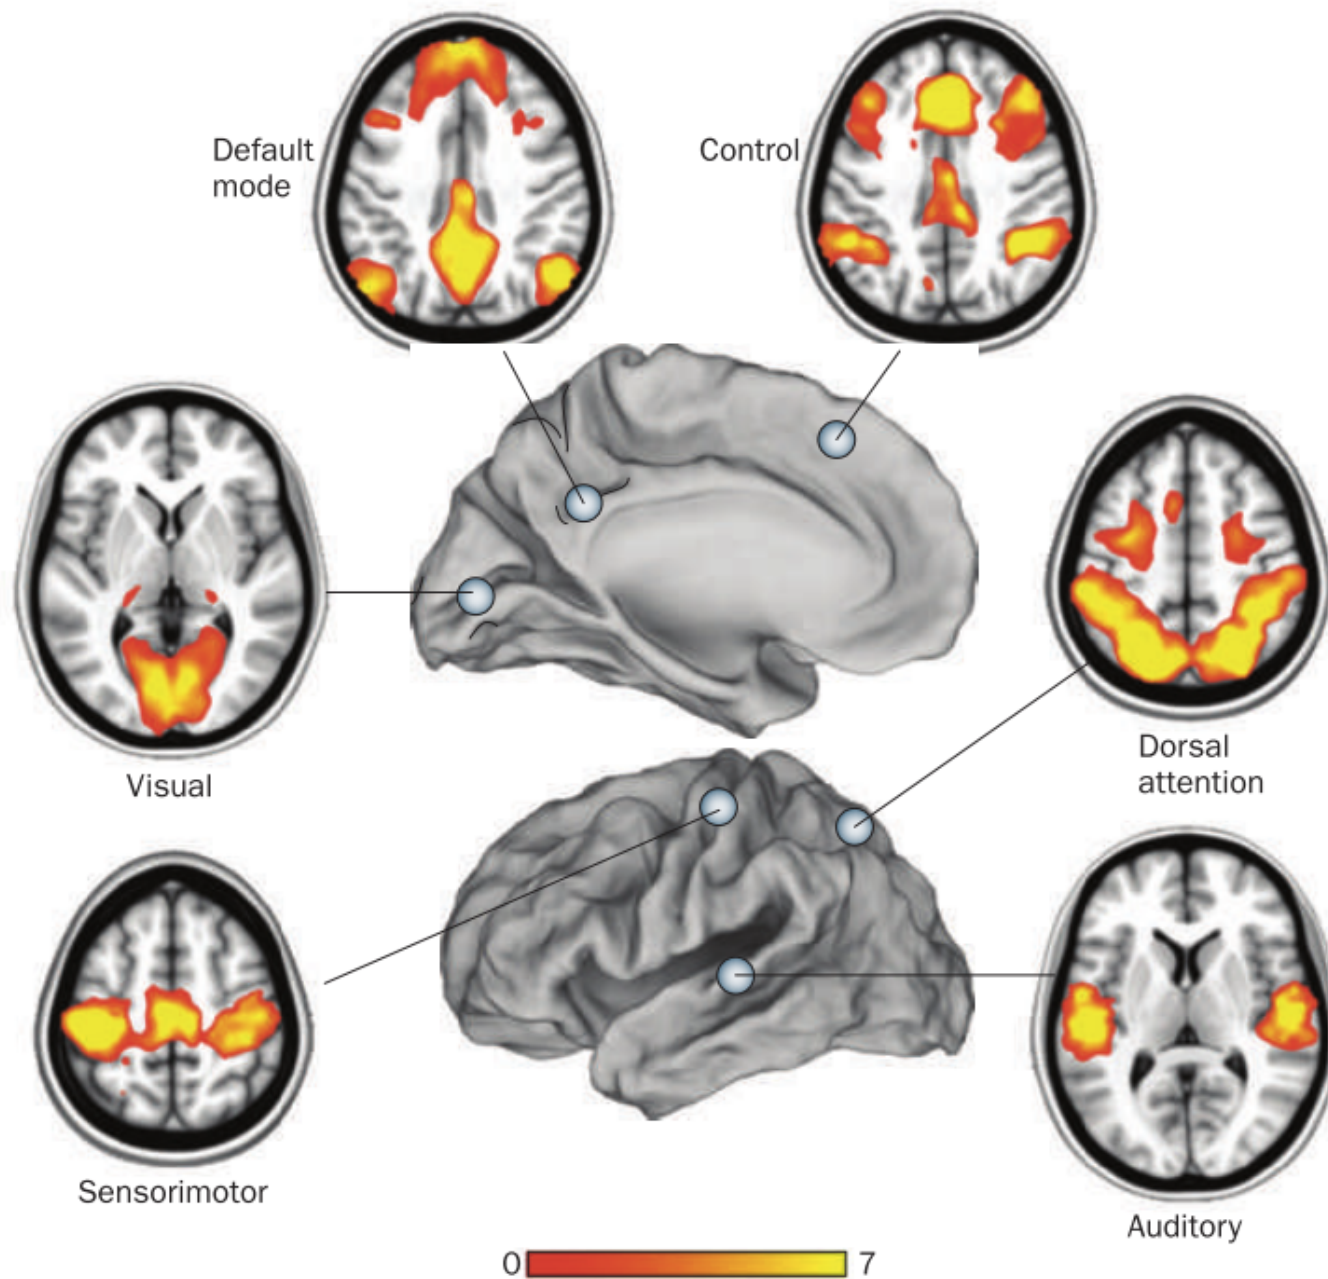 Default
mode
Control
Visual
Dorsal
attention
Sensorimotor
Auditory
0
7